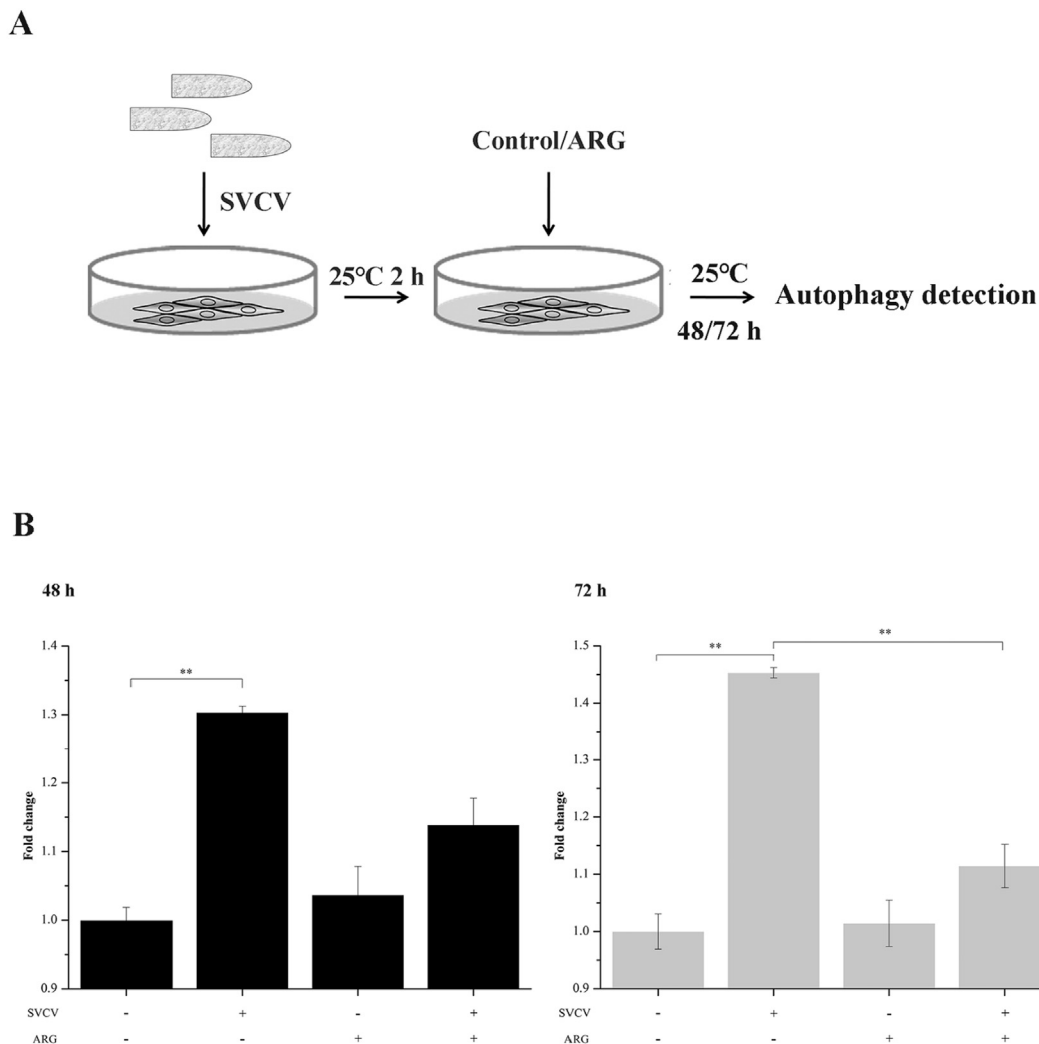 A
SVCV
Control/ARG
25°C 2 h
25°C
48/72 h
Autophagy detection
B
48 h
Fold change
1.4
1.3
1.2
1.1
1.0
0.9
**
SVCV - + - +
ARG - - + +
72 h
Fold change
1.5
1.4
1.3
1.2
1.1
1.0
0.9
**
**
SVCV - + - +
ARG - - + +